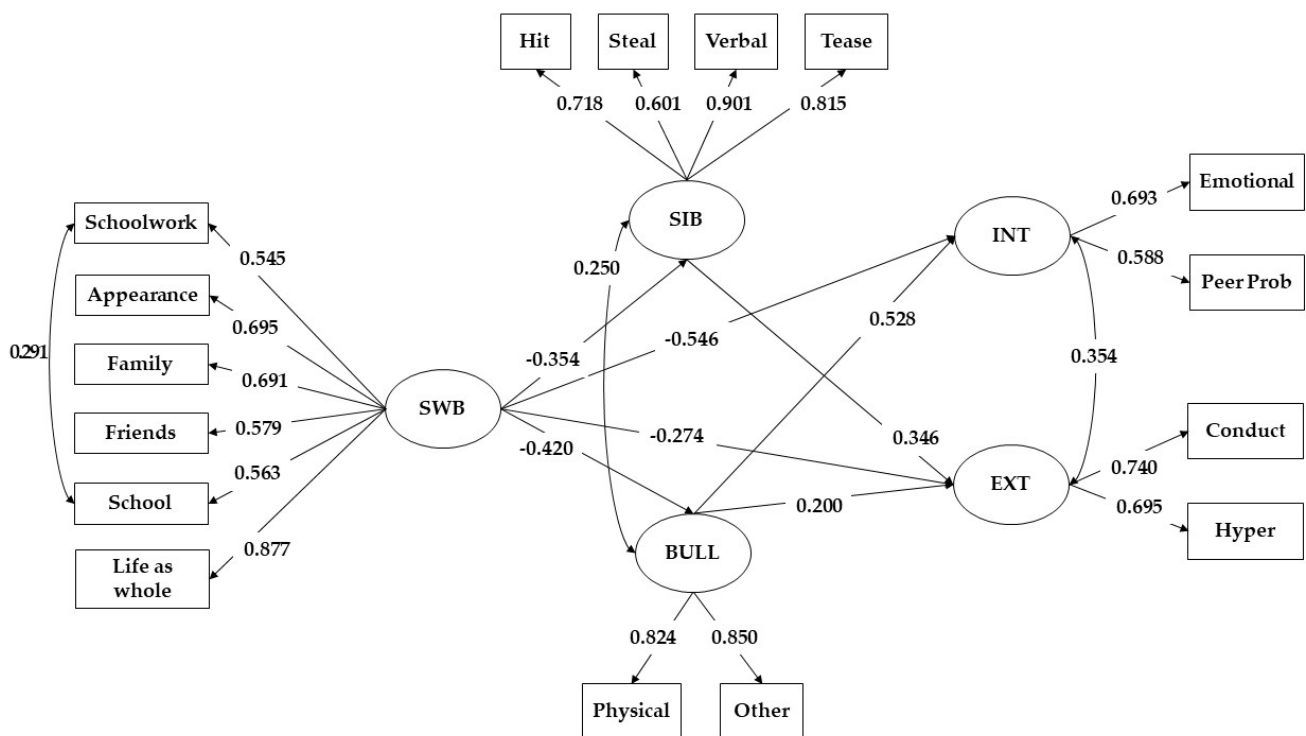 Hit
Steal
Verbal
Tease
0.718
0.601
0.901
0.815
SIB
INT
Emotional
0.693
0.588
Peer Prob
Schoolwork
0.545
0.250
Appearance
0.695
0.528
-0.546
0.291
Family
0.691
-0.354
0.354
SWB
Friends
0.579
-0.420
-0.274
0.346
Conduct
0.740
School
0.563
0.200
EXT
0.695
Hyper
Life as
whole
0.877
BULL
0.824
0.850
Physical
Other